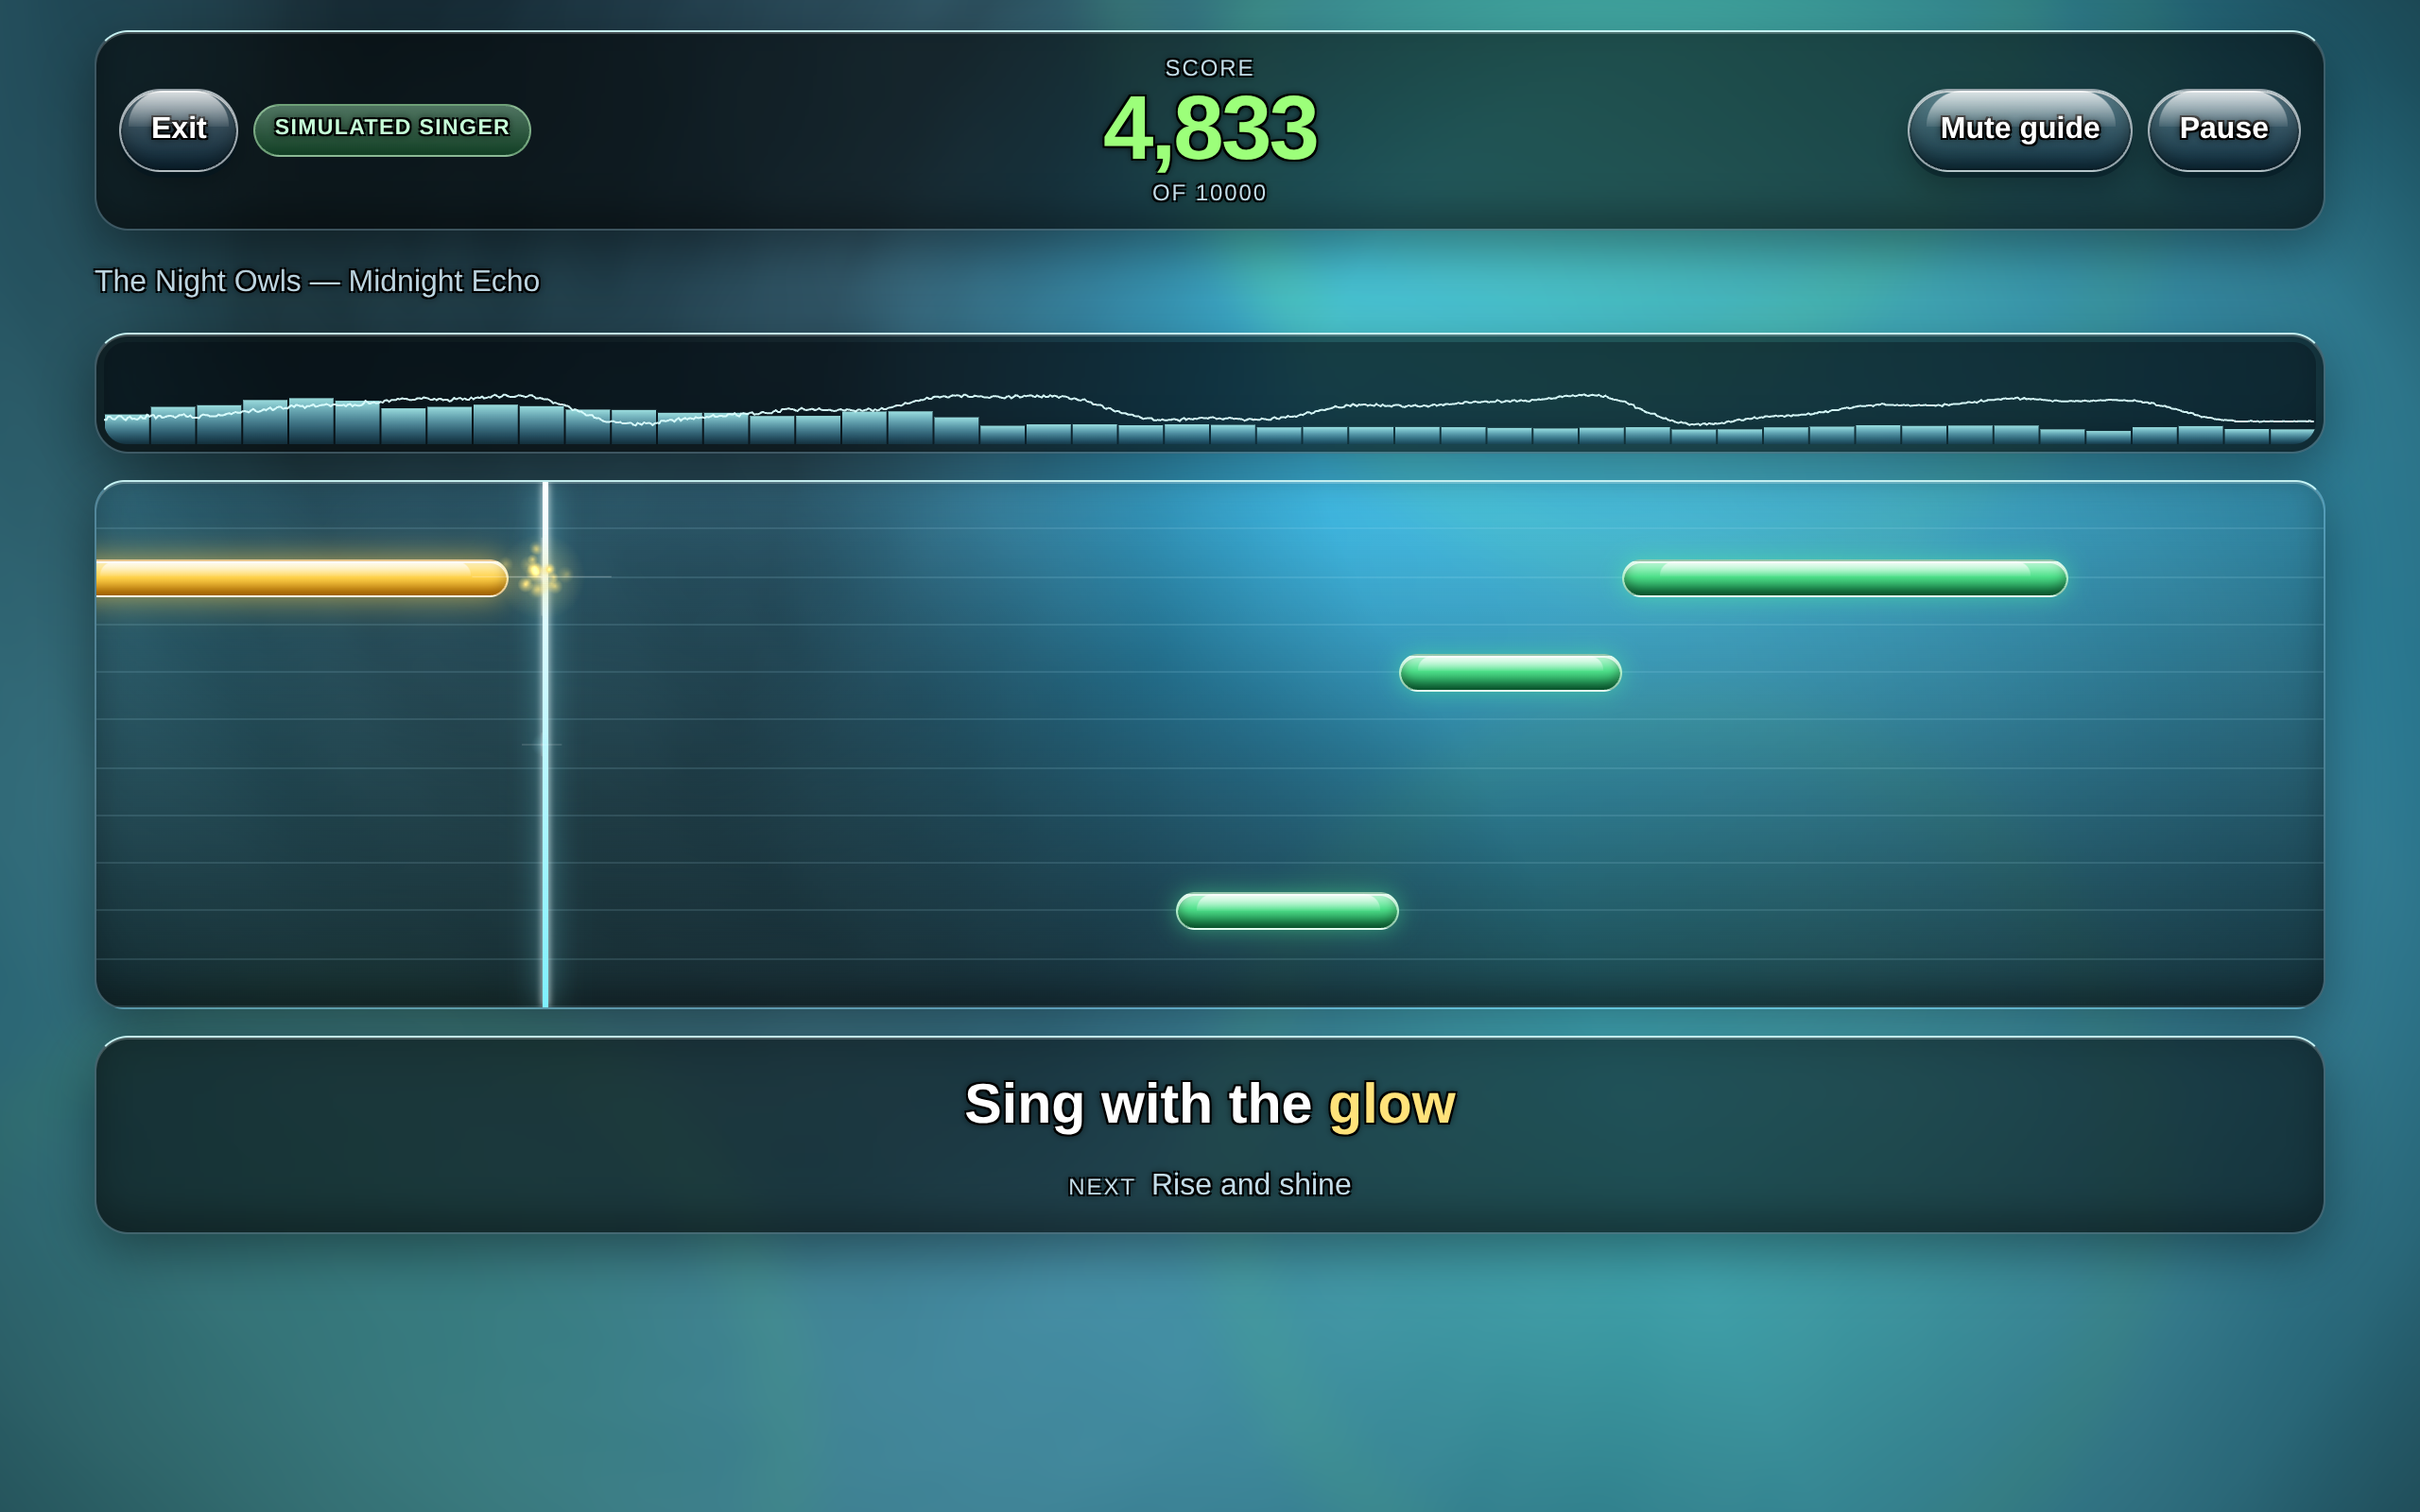 Exit
SIMULATED SINGER
SCORE
4,833
OF 10000
Mute guide
Pause
The Night Owls — Midnight Echo
Sing with the glow
NEXT Rise and shine